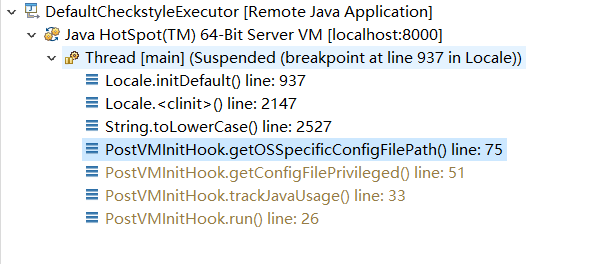 DefaultCheckstyleExecutor [Remote Java Application]
Java HotSpot(TM) 64-Bit Server VM [localhost:8000]
Thread [main] (Suspended (breakpoint at line 937 in Locale))
Locale.initDefault() line: 937
Locale.<clinit>() line: 2147
String.toLowerCase() line: 2527
PostVMInitHook.getOSSpecificConfigFilePath() line: 75
PostVMInitHook.getConfigFilePrivileged() line: 51
PostVMInitHook.trackJavaUsage() line: 33
PostVMInitHook.run() line: 26